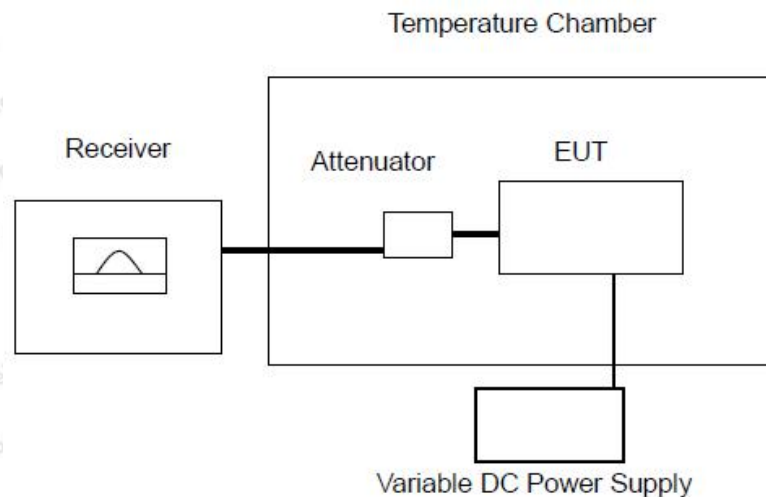 Temperature Chamber
Receiver
Attenuator
EUT
Variable DC Power Supply